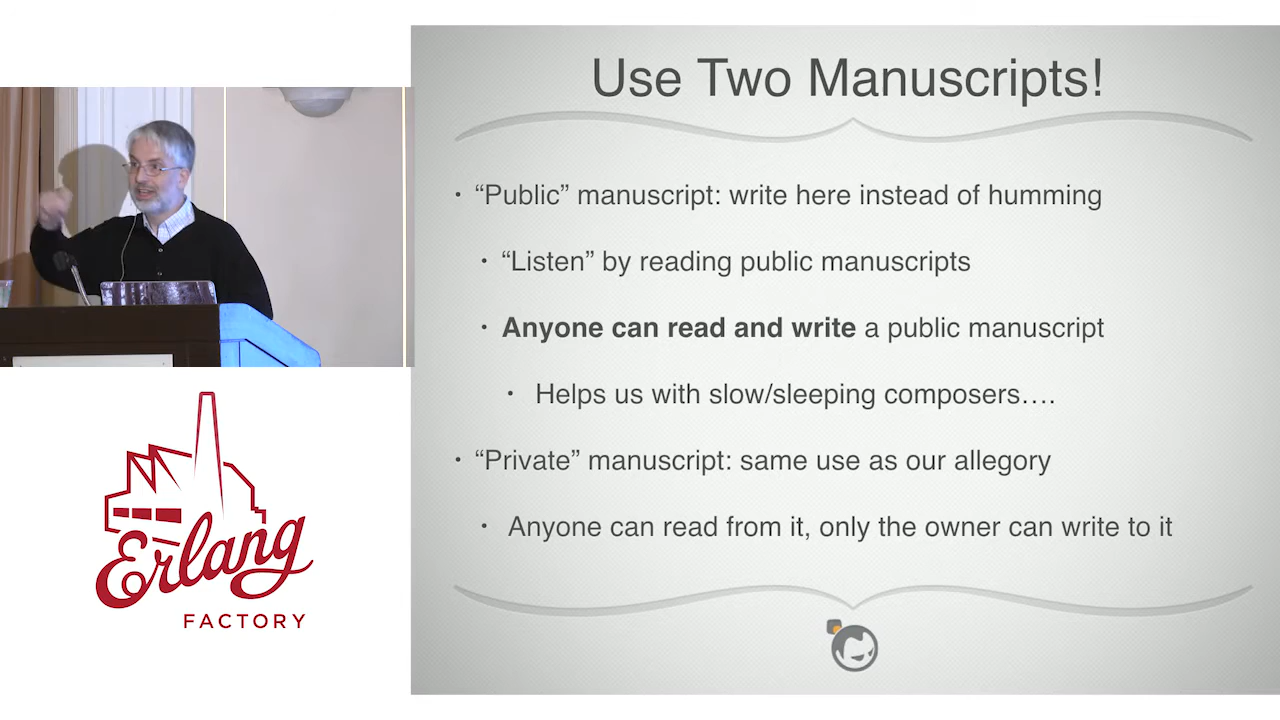 Use Two Manuscripts!
• “Public” manuscript: write here instead of humming
• “Listen” by reading public manuscripts
• Anyone can read and write a public manuscript
• Helps us with slow/sleeping composers….
• “Private” manuscript: same use as our allegory
• Anyone can read from it, only the owner can write to it
Erlang
FACTORY